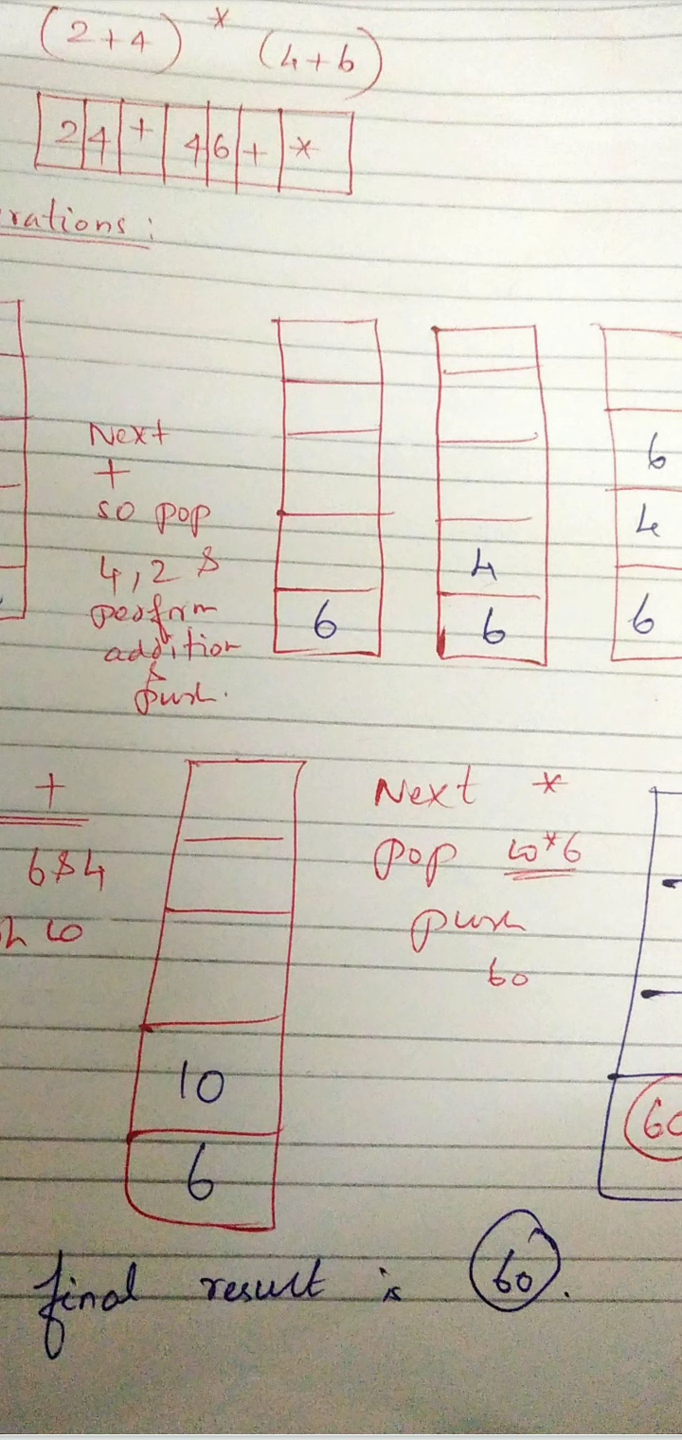 (2+4) * (4+6)
2 4 + 4 6 + *
rations:
Next
+
so pop
4,2 &
perform
addition
&
push.
6
4
6
6
4
6
+
6 & 4
h 10
10
6
Next *
pop 10*6
push
60
60
final result is 60.